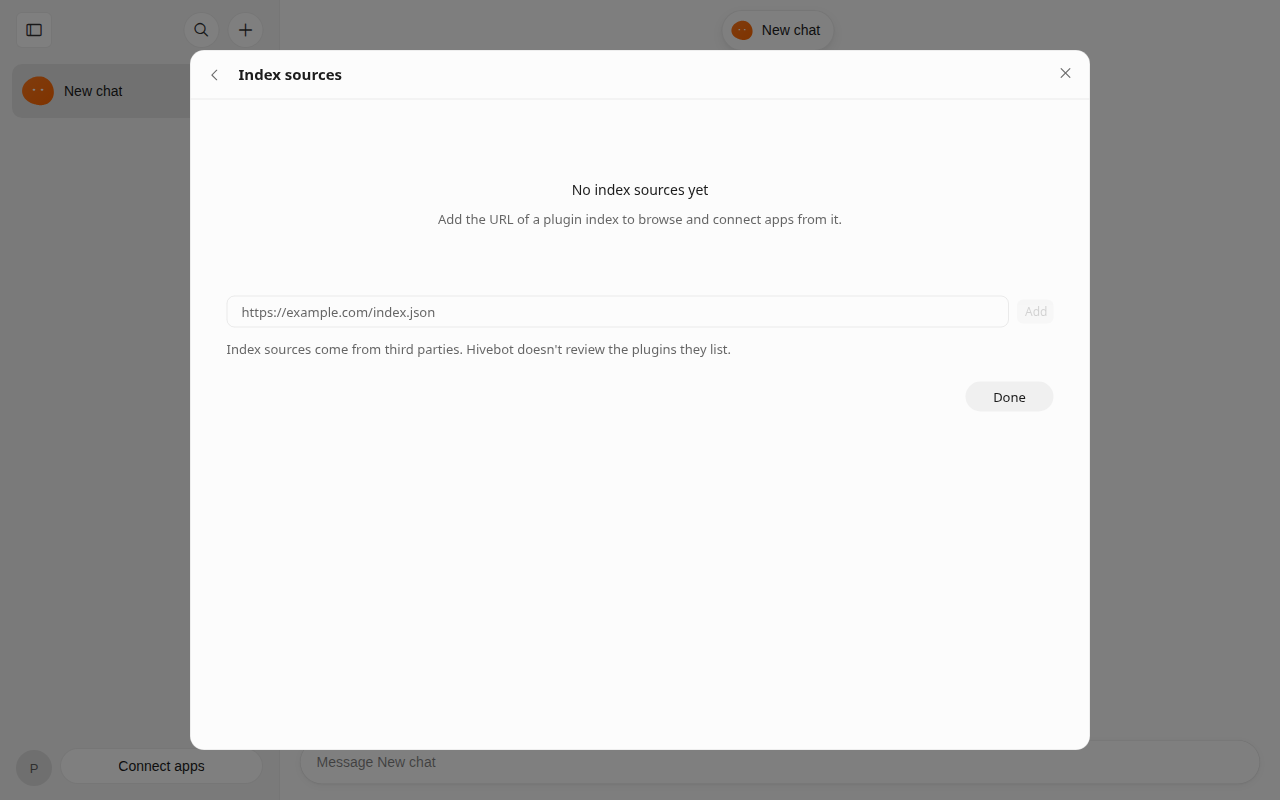 New chat
New chat
Index sources
No index sources yet
Add the URL of a plugin index to browse and connect apps from it.
https://example.com/index.json
Add
Index sources come from third parties. Hivebot doesn't review the plugins they list.
Done
P
Connect apps
Message New chat